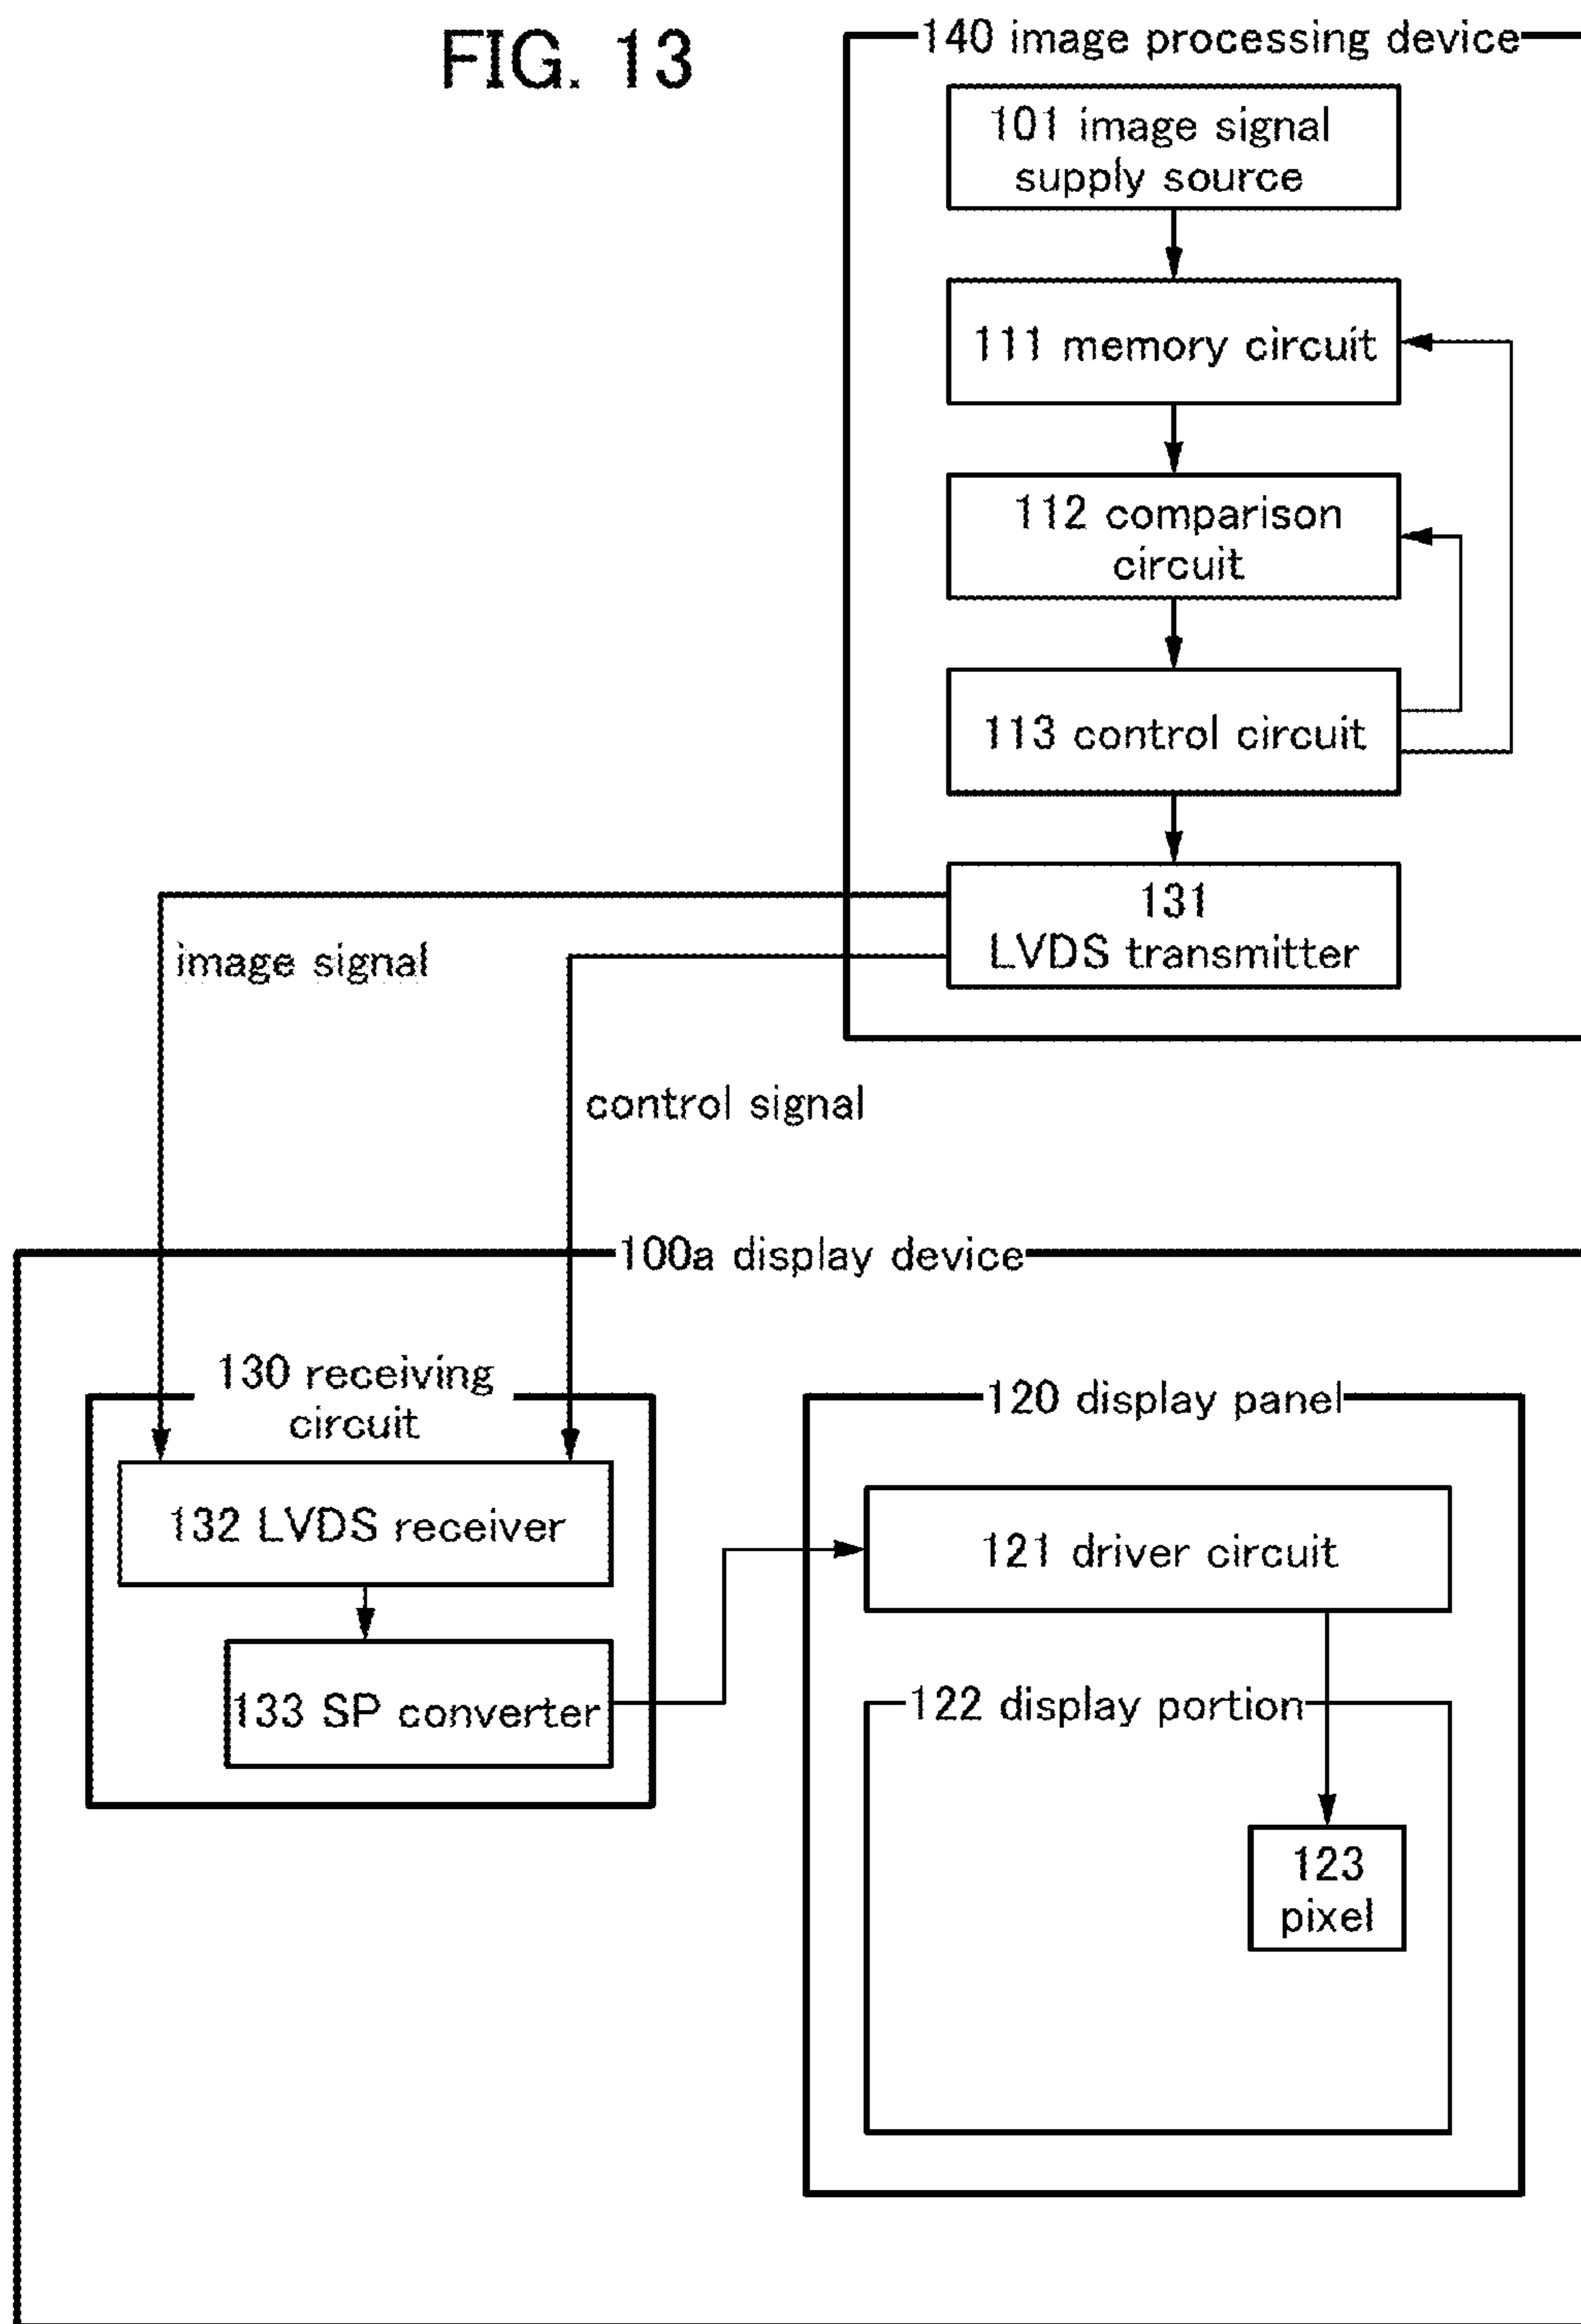 FIG. 13
140 image processing device
101 image signal
supply source
111 memory circuit
112 comparison
circuit
113 control circuit
131
LVDS transmitter
image signal
control signal
100a display device
130 receiving
circuit
132 LVDS receiver
133 SP converter
120 display panel
121 driver circuit
122 display portion
123
pixel